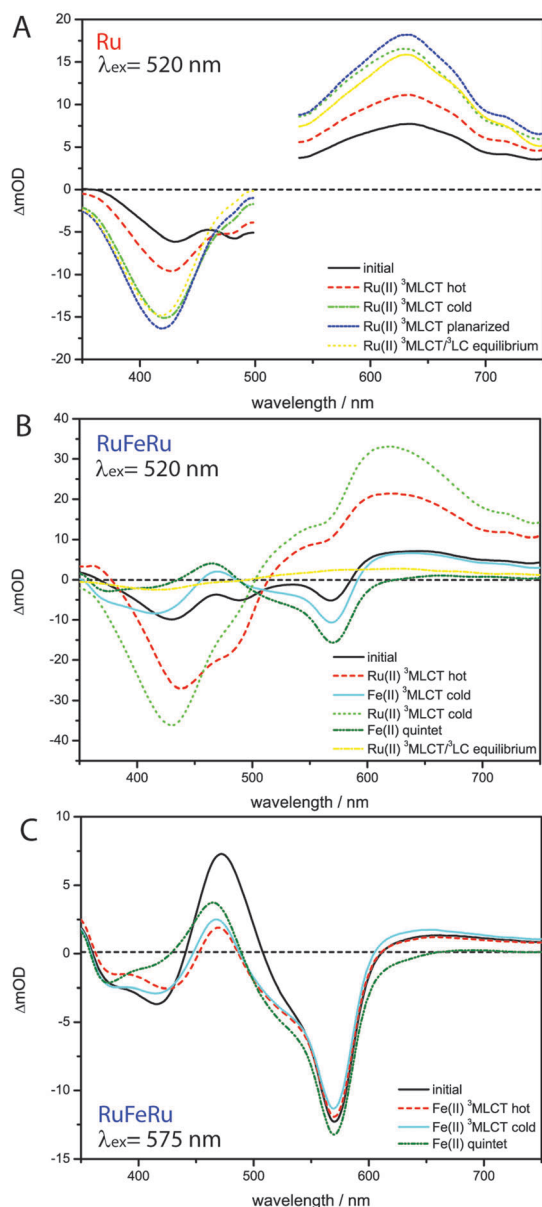 A
Ru
λex= 520 nm
20
15
10
5
0
-5
-10
-15
-20
ΔmOD
initial
Ru(II) ³MLCT hot
Ru(II) ³MLCT cold
Ru(II) ³MLCT planarized
Ru(II) ³MLCT/³LC equilibrium
400
500
600
700
wavelength / nm
B
RuFeRu
λex= 520 nm
40
30
20
10
0
-10
-20
-30
-40
ΔmOD
initial
Ru(II) ³MLCT hot
Fe(II) ³MLCT cold
Ru(II) ³MLCT cold
Fe(II) quintet
Ru(II) ³MLCT/³LC equilibrium
400
500
600
700
wavelength / nm
C
10
5
0
-5
-10
-15
ΔmOD
RuFeRu
λex= 575 nm
initial
Fe(II) ³MLCT hot
Fe(II) ³MLCT cold
Fe(II) quintet
400
500
600
700
wavelength / nm